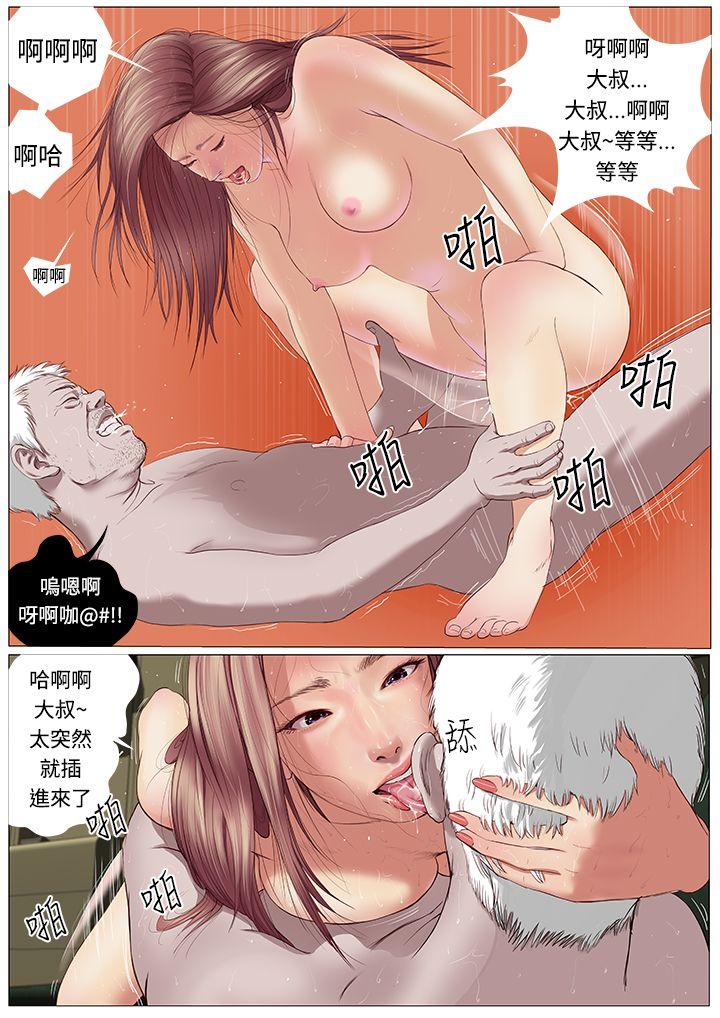 啊啊啊
啊哈
啊啊
呀啊啊
大叔...
大叔...啊啊
大叔~等等...
等等
啪
啪
啪
啪
嗚嗯啊
呀啊咖@#!!
哈啊啊
大叔~
太突然
就插
進來了
舔
啪
啪
啪
啪